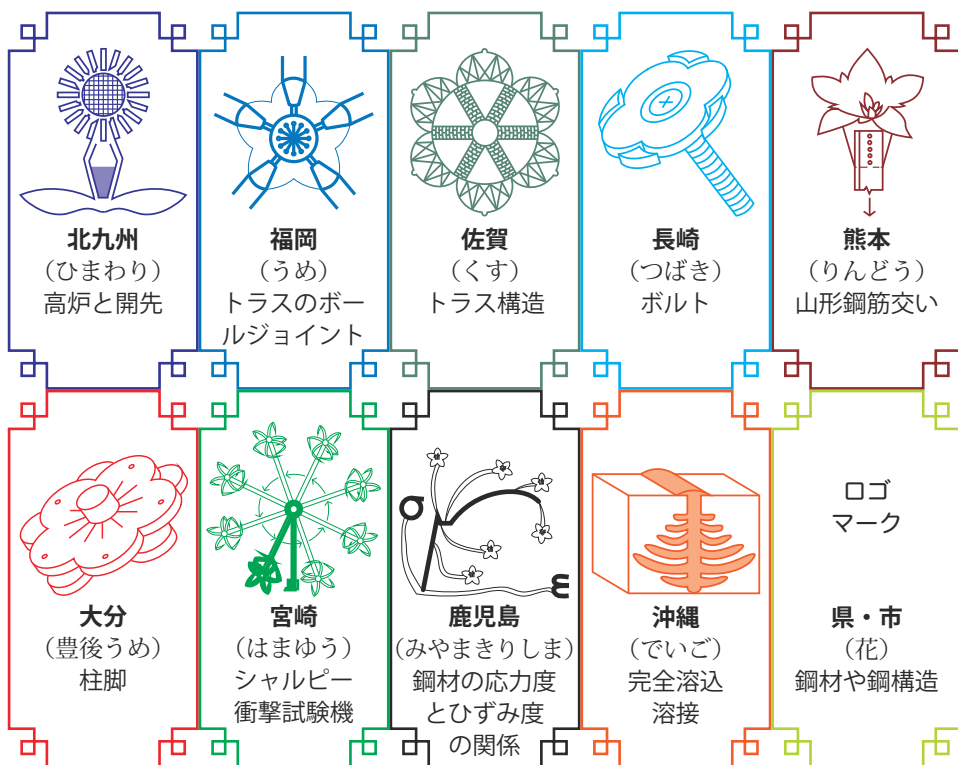 北九州
（ひまわり）
高炉と開先
福岡
（うめ）
トラスのボー
ルジョイント
佐賀
（くす）
トラス構造
長崎
（つばき）
ボルト
熊本
（りんどう）
山形鋼筋交い
大分
（豊後うめ）
柱脚
宮崎
（はまゆう）
シャルピー
衝撃試験機
σ
ε
鹿児島
（みやまきりしま）
鋼材の応力度
とひずみ度
の関係
沖縄
（でいご）
完全溶込
溶接
ロゴ
マーク
県・市
（花）
鋼材や鋼構造